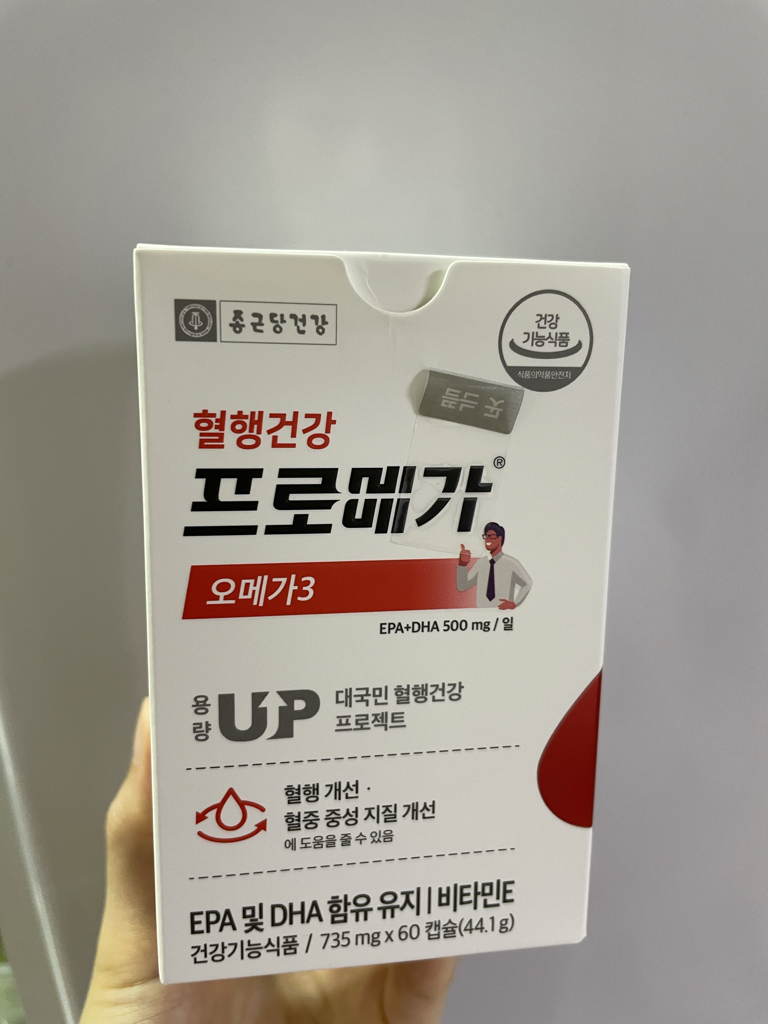 종근당건강
건강
기능식품
식품의약품안전처
뜯는 곳
혈행건강
프로메가®
오메가3
EPA+DHA 500 mg / 일
용량 UP
대국민 혈행건강
프로젝트
혈행 개선 ·
혈중 중성 지질 개선
에 도움을 줄 수 있음
EPA 및 DHA 함유 유지 | 비타민E
건강기능식품 / 735 mg x 60 캡슐(44.1 g)